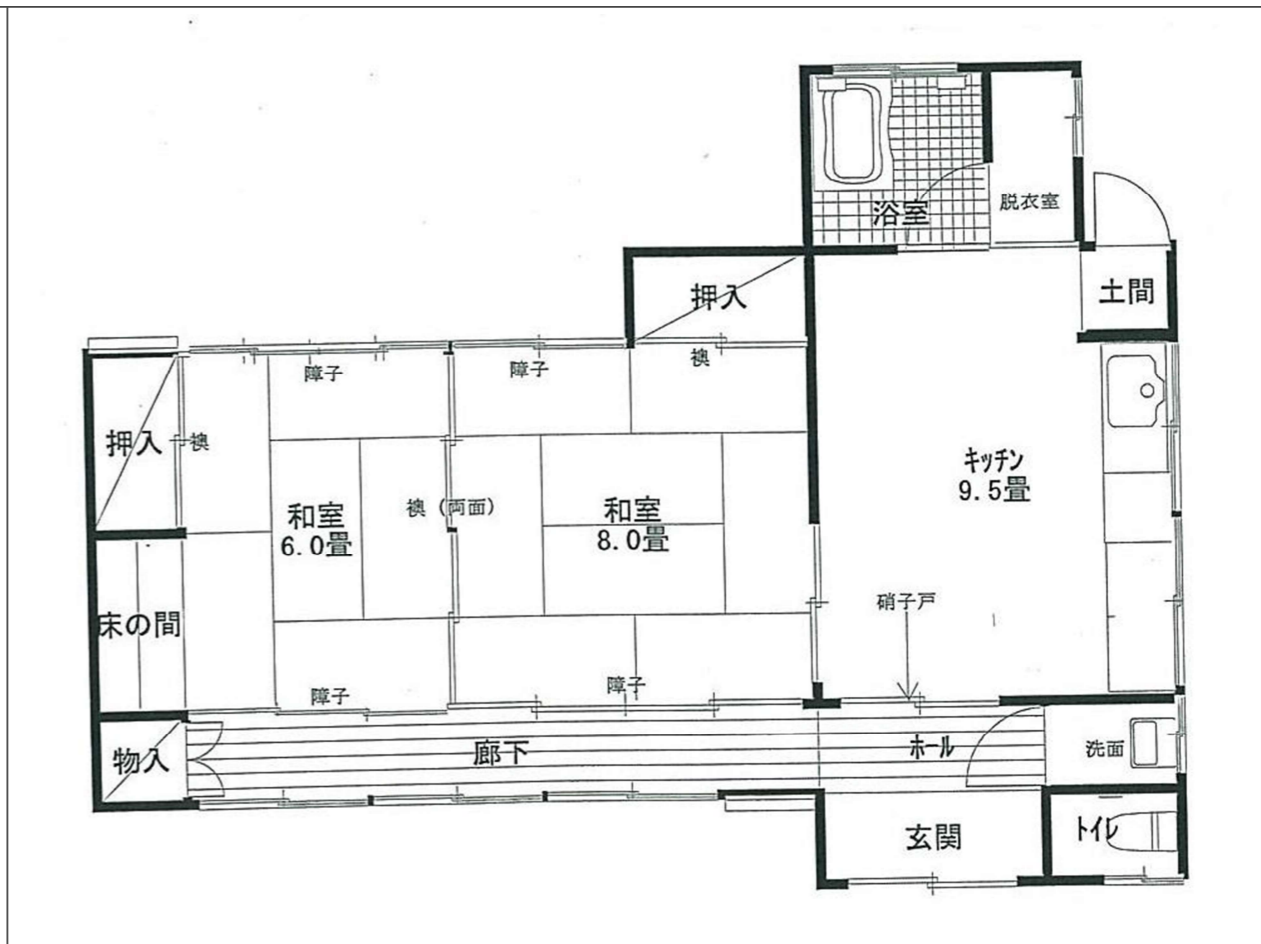 浴室
脱衣室
土間
押入
襖
障子
障子
押入
襖
和室
6.0畳
襖（両面）
和室
8.0畳
キッチン
9.5畳
硝子戸
床の間
障子
障子
物入
廊下
ホール
洗面
玄関
トイレ